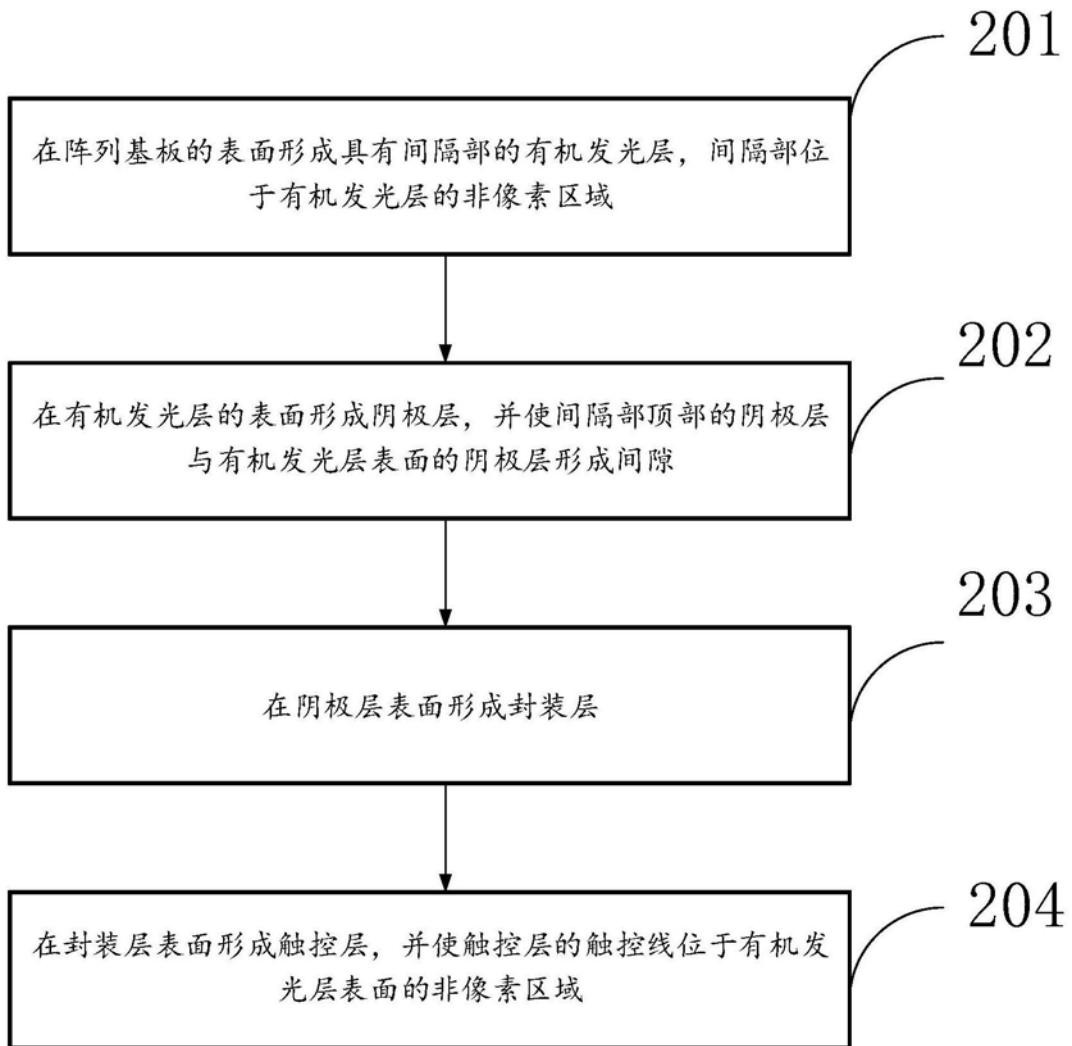 201
在阵列基板的表面形成具有间隔部的有机发光层，间隔部位
于有机发光层的非像素区域
202
在有机发光层的表面形成阴极层，并使间隔部顶部的阴极层
与有机发光层表面的阴极层形成间隙
203
在阴极层表面形成封装层
204
在封装层表面形成触控层，并使触控层的触控线位于有机发
光层表面的非像素区域